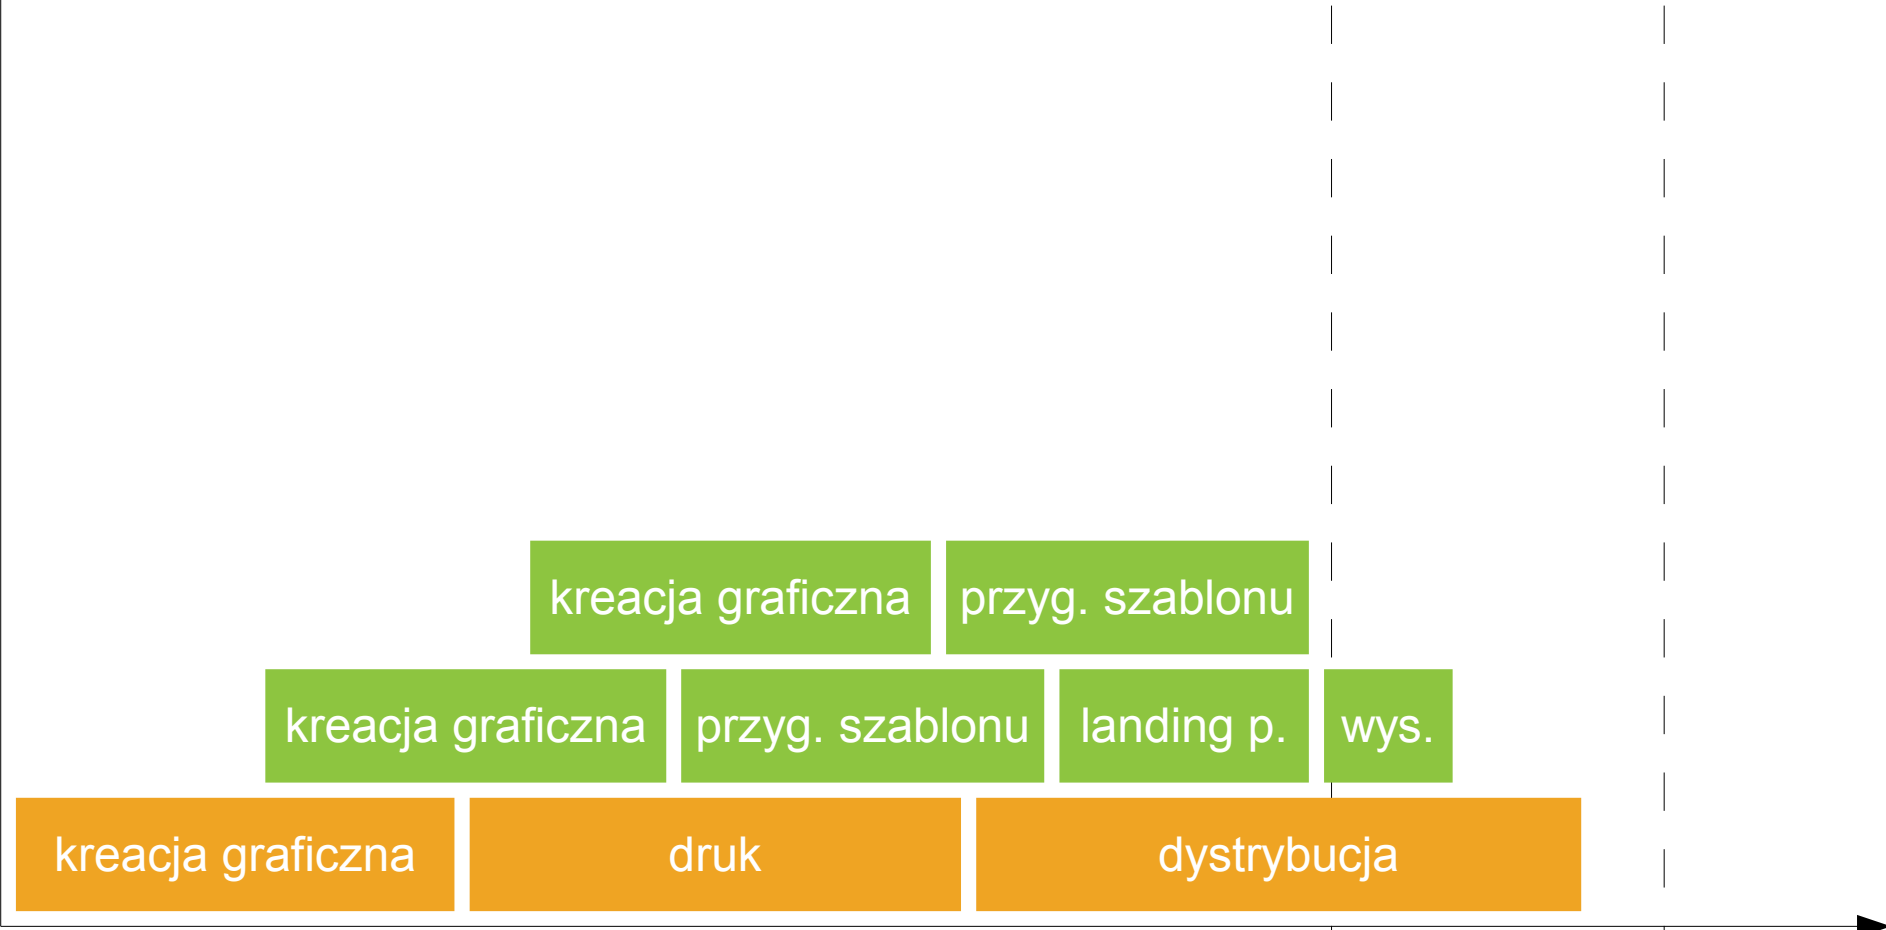 kreacja graficzna przyg. szablonu
kreacja graficzna przyg. szablonu landing p. wys.
kreacja graficzna druk dystrybucja